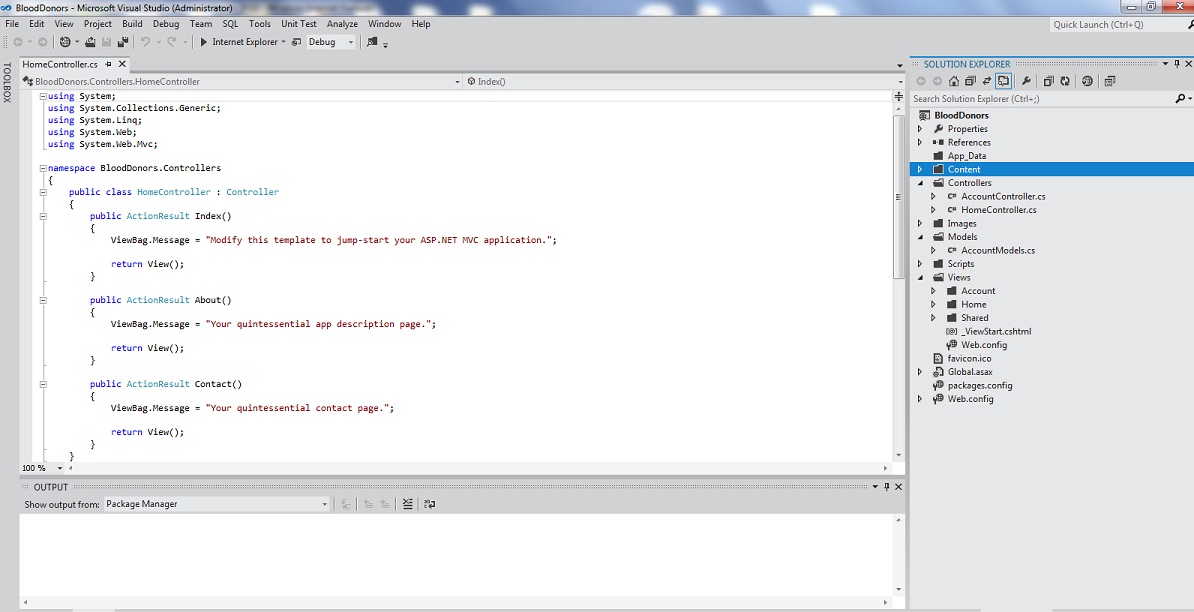 BloodDonors - Microsoft Visual Studio (Administrator)
File Edit View Project Build Debug Team SQL Tools Unit Test Analyze Window Help
Quick Launch (Ctrl+Q)
Internet Explorer Debug
TOOLBOX
HomeController.cs
BloodDonors.Controllers.HomeController Index()
using System;
using System.Collections.Generic;
using System.Linq;
using System.Web;
using System.Web.Mvc;
namespace BloodDonors.Controllers
{
public class HomeController : Controller
{
public ActionResult Index()
{
ViewBag.Message = "Modify this template to jump-start your ASP.NET MVC application.";
return View();
}
public ActionResult About()
{
ViewBag.Message = "Your quintessential app description page.";
return View();
}
public ActionResult Contact()
{
ViewBag.Message = "Your quintessential contact page.";
return View();
}
}
100 %
OUTPUT
Show output from: Package Manager
SOLUTION EXPLORER
Search Solution Explorer (Ctrl+;)
BloodDonors
Properties
References
App_Data
Content
Controllers
C# AccountController.cs
C# HomeController.cs
Images
Models
C# AccountModels.cs
Scripts
Views
Account
Home
Shared
_ViewStart.cshtml
Web.config
favicon.ico
Global.asax
packages.config
Web.config